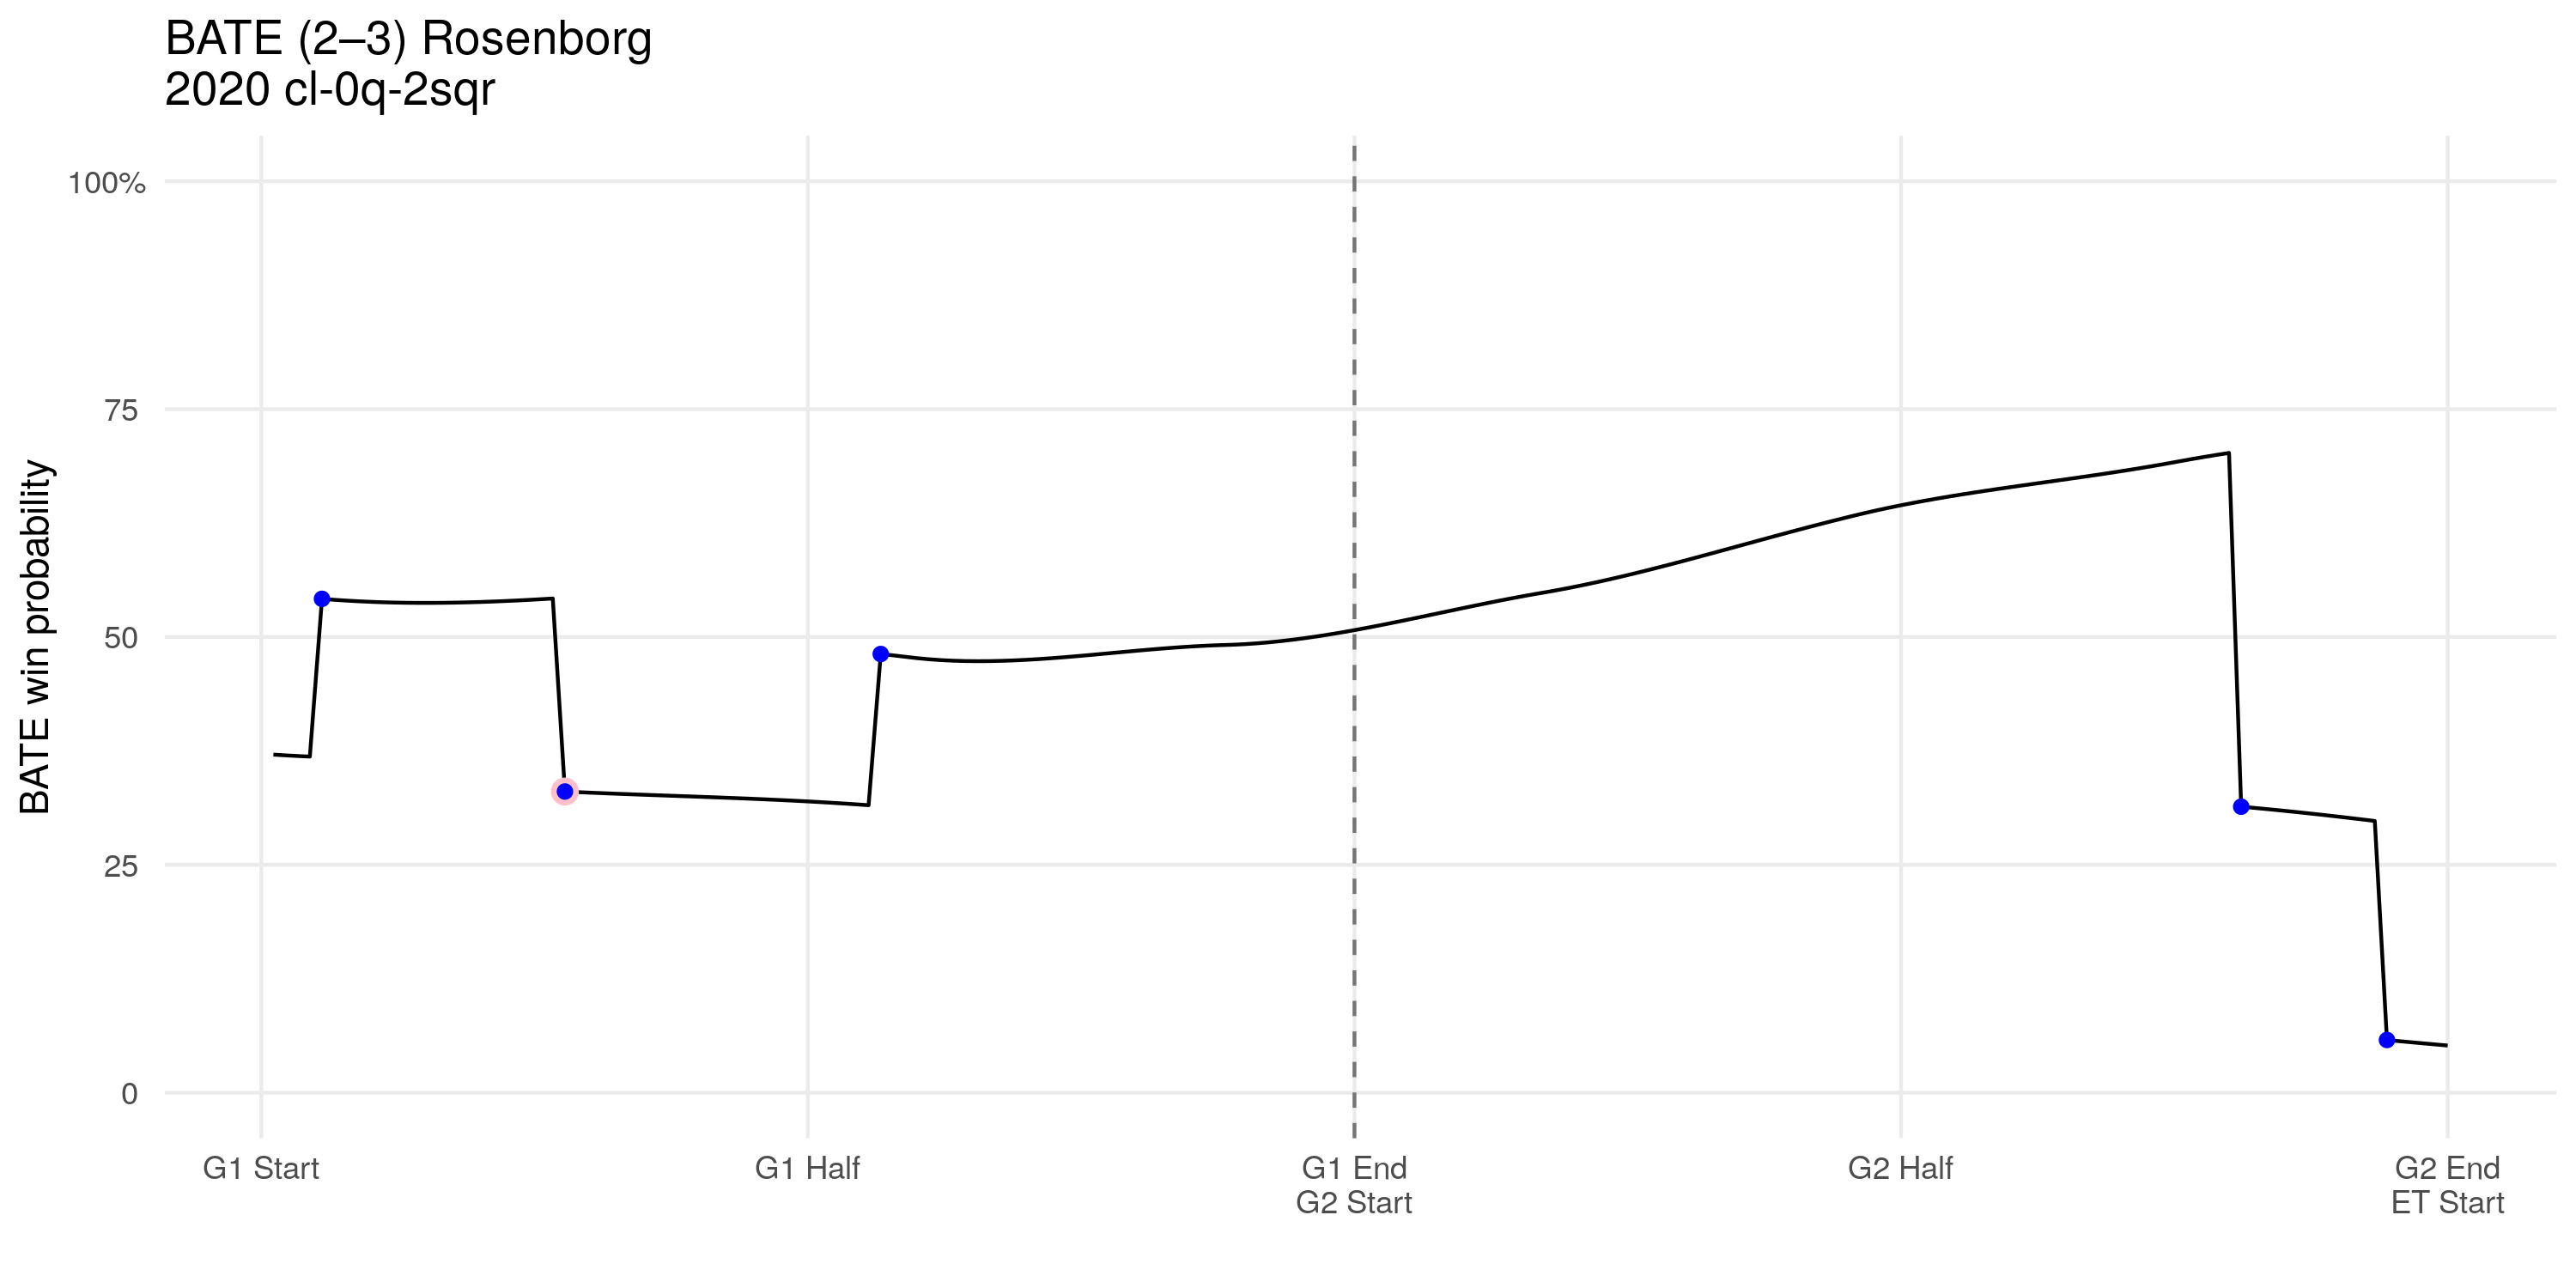 BATE (2–3) Rosenborg
2020 cl-0q-2sqr
BATE win probability
100%
75
50
25
0
G1 Start
G1 Half
G1 End
G2 Start
G2 Half
G2 End
ET Start